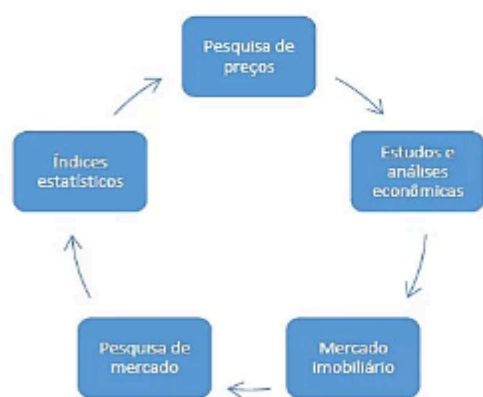 Pesquisa de
preços
Estudos e
análises
econômicas
Mercado
imobiliário
Pesquisa de
mercado
Índices
estatísticos